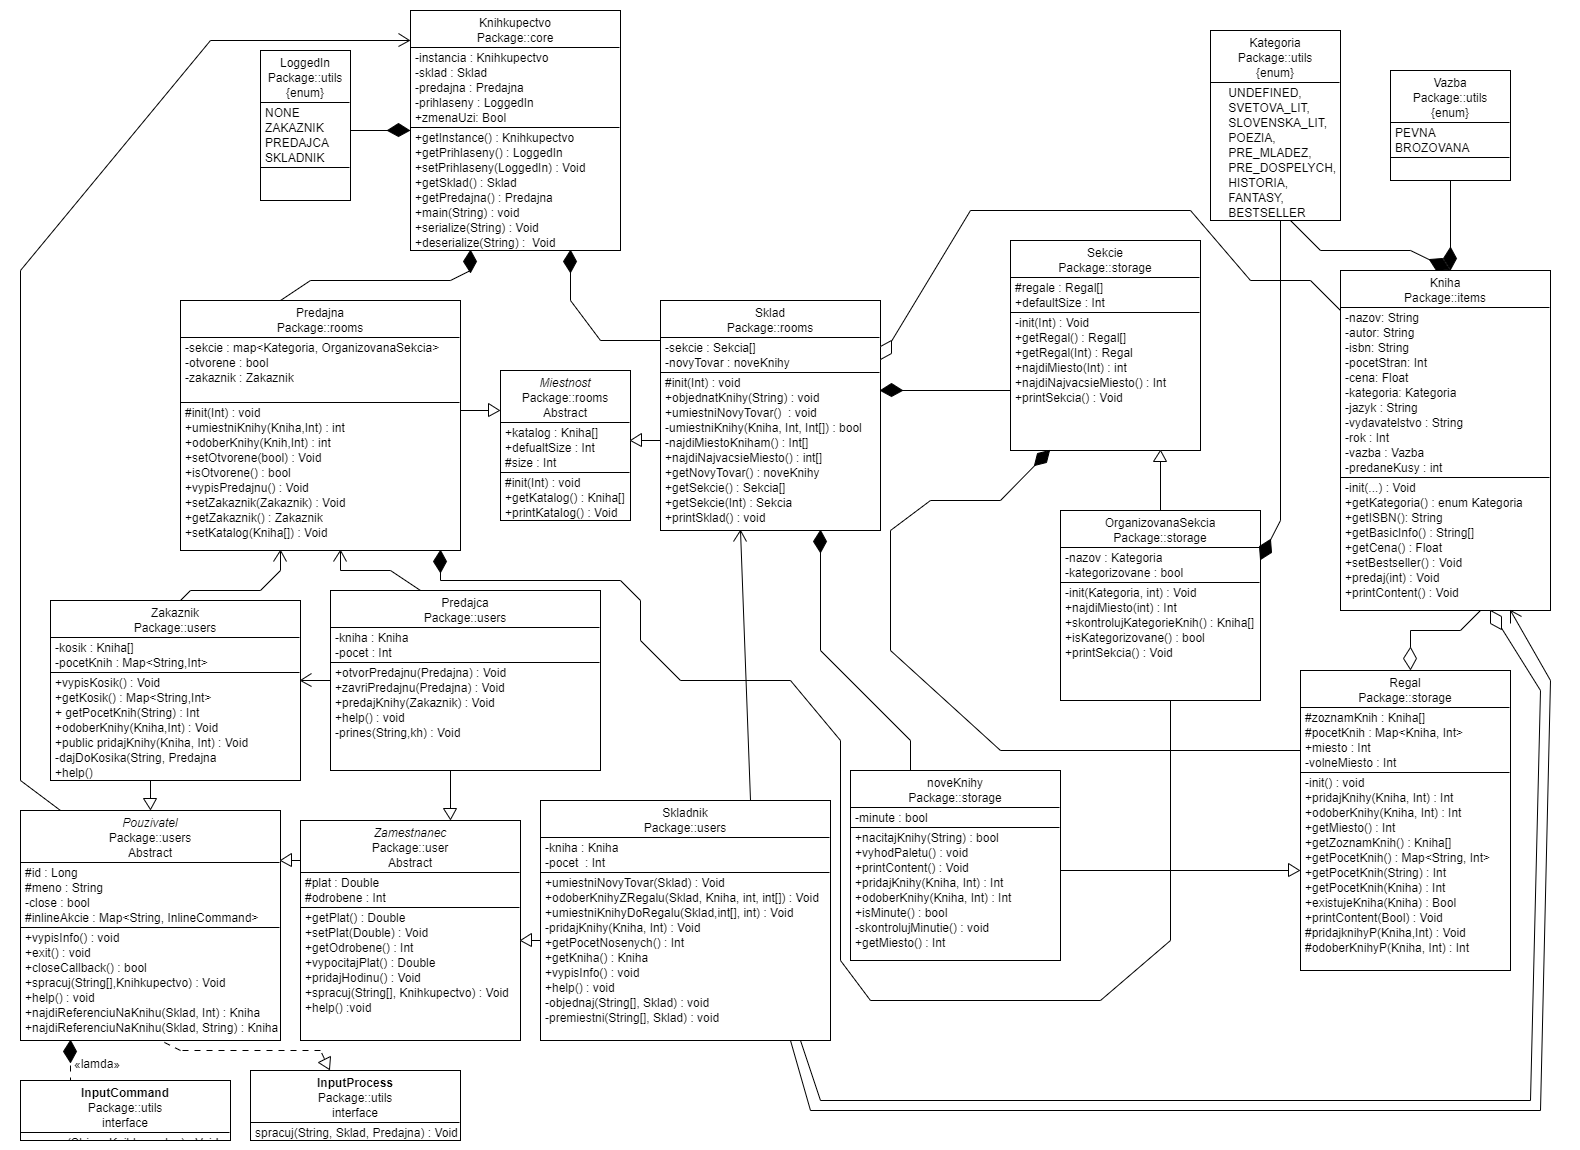 Knihkupectvo
Package::core
-instancia : Knihkupectvo
-sklad : Sklad
-predajna : Predajna
-prihlaseny : LoggedIn
+zmenaUzi: Bool
+getInstance() : Knihkupectvo
+getPrihlaseny() : LoggedIn
+setPrihlaseny(LoggedIn) : Void
+getSklad() : Sklad
+getPredajna() : Predajna
+main(String) : void
+serialize(String) : Void
+deserialize(String) :  Void
LoggedIn
Package::utils
{enum}
NONE
ZAKAZNIK
PREDAJCA
SKLADNIK
Kategoria
Package::utils
{enum}
UNDEFINED,
SVETOVA_LIT,
SLOVENSKA_LIT,
POEZIA,
PRE_MLADEZ,
PRE_DOSPELYCH,
HISTORIA,
FANTASY,
BESTSELLER
Vazba
Package::utils
{enum}
PEVNA
BROZOVANA
Predajna
Package::rooms
-sekcie : map<Kategoria, OrganizovanaSekcia>
-otvorene : bool
-zakaznik : Zakaznik
#init(Int) : void
+umiestniKnihy(Kniha,Int) : int
+odoberKnihy(Knih,Int) : int
+setOtvorene(bool) : Void
+isOtvorene() : bool
+vypisPredajnu() : Void
+setZakaznik(Zakaznik) : Void
+getZakaznik() : Zakaznik
+setKatalog(Kniha[]) : Void
Miestnost
Package::rooms
Abstract
+katalog : Kniha[]
+defualtSize : Int
#size : Int
#init(Int) : void
+getKatalog() : Kniha[]
+printKatalog() : Void
Sklad
Package::rooms
-sekcie : Sekcia[]
-novyTovar : noveKnihy
#init(Int) : void
+objednatKnihy(String) : void
+umiestniNovyTovar()  : void
-umiestniKnihy(Kniha, Int, Int[]) : bool
-najdiMiestoKniham() : Int[]
+najdiNajvacsieMiesto() : int[]
+getNovyTovar() : noveKnihy
+getSekcie() : Sekcia[]
+getSekcie(Int) : Sekcia
+printSklad() : void
Sekcie
Package::storage
#regale : Regal[]
+defaultSize : Int
-init(Int) : Void
+getRegal() : Regal[]
+getRegal(Int) : Regal
+najdiMiesto(Int) : int
+najdiNajvacsieMiesto() : Int
+printSekcia() : Void
Kniha
Package::items
-nazov: String
-autor: String
-isbn: String
-pocetStran: Int
-cena: Float
-kategoria: Kategoria
-jazyk : String
-vydavatelstvo : String
-rok : Int
-vazba : Vazba
-predaneKusy : int
-init(...) : Void
+getKategoria() : enum Kategoria
+getISBN(): String
+getBasicInfo() : String[]
+getCena() : Float
+setBestseller() : Void
+predaj(int) : Void
+printContent() : Void
OrganizovanaSekcia
Package::storage
-nazov : Kategoria
-kategorizovane : bool
-init(Kategoria, int) : Void
+najdiMiesto(int) : Int
+skontrolujKategorieKnih() : Kniha[]
+isKategorizovane() : bool
+printSekcia() : Void
Zakaznik
Package::users
-kosik : Kniha[]
-pocetKnih : Map<String,Int>
+vypisKosik() : Void
+getKosik() : Map<String,Int>
+ getPocetKnih(String) : Int
+odoberKnihy(Kniha,Int) : Void
+public pridajKnihy(Kniha, Int) : Void
-dajDoKosika(String, Predajna
+help()
Predajca
Package::users
-kniha : Kniha
-pocet : Int
+otvorPredajnu(Predajna) : Void
+zavriPredajnu(Predajna) : Void
+predajKnihy(Zakaznik) : Void
+help() : void
-prines(String,kh) : Void
Regal
Package::storage
#zoznamKnih : Kniha[]
#pocetKnih : Map<Kniha, Int>
+miesto : Int
-volneMiesto : Int
-init() : void
+pridajKnihy(Kniha, Int) : Int
+odoberKnihy(Kniha, Int) : Int
+getMiesto() : Int
+getZoznamKnih() : Kniha[]
+getPocetKnih() : Map<String, Int>
+getPocetKnih(String) : Int
+getPocetKnih(Kniha) : Int
+existujeKniha(Kniha) : Bool
+printContent(Bool) : Void
#pridajknihyP(Kniha,Int) : Void
#odoberKnihyP(Kniha, Int) : Int
noveKnihy
Package::storage
-minute : bool
+nacitajKnihy(String) : bool
+vyhodPaletu() : void
+printContent() : Void
+pridajKnihy(Kniha, Int) : Int
+odoberKnihy(Kniha, Int) : Int
+isMinute() : bool
-skontrolujMinutie() : void
+getMiesto() : Int
Pouzivatel
Package::users
Abstract
#id : Long
#meno : String
-close : bool
#inlineAkcie : Map<String, InlineCommand>
+vypisInfo() : void
+exit() : void
+closeCallback() : bool
+spracuj(String[],Knihkupectvo) : Void
+help() : void
+najdiReferenciuNaKnihu(Sklad, Int) : Kniha
+najdiReferenciuNaKnihu(Sklad, String) : Kniha
Zamestnanec
Package::user
Abstract
#plat : Double
#odrobene : Int
+getPlat() : Double
+setPlat(Double) : Void
+getOdrobene() : Int
+vypocitajPlat() : Double
+pridajHodinu() : Void
+spracuj(String[], Knihkupectvo) : Void
+help() :void
Skladnik
Package::users
-kniha : Kniha
-pocet  : Int
+umiestniNovyTovar(Sklad) : Void
+odoberKnihyZRegalu(Sklad, Kniha, int, int[]) : Void
+umiestniKnihyDoRegalu(Sklad,int[], int) : Void
-pridajKnihy(Kniha, Int) : Int
+getPocetNosenych() : Int
+getKniha() : Kniha
+vypisInfo() : void
+help() : void
-objednaj(String[], Sklad) : void
-premiestni(String[], Sklad) : void
«lamda»
InputCommand
Package::utils
interface
InputProcess
Package::utils
interface
spracuj(String, Sklad, Predajna) : Void